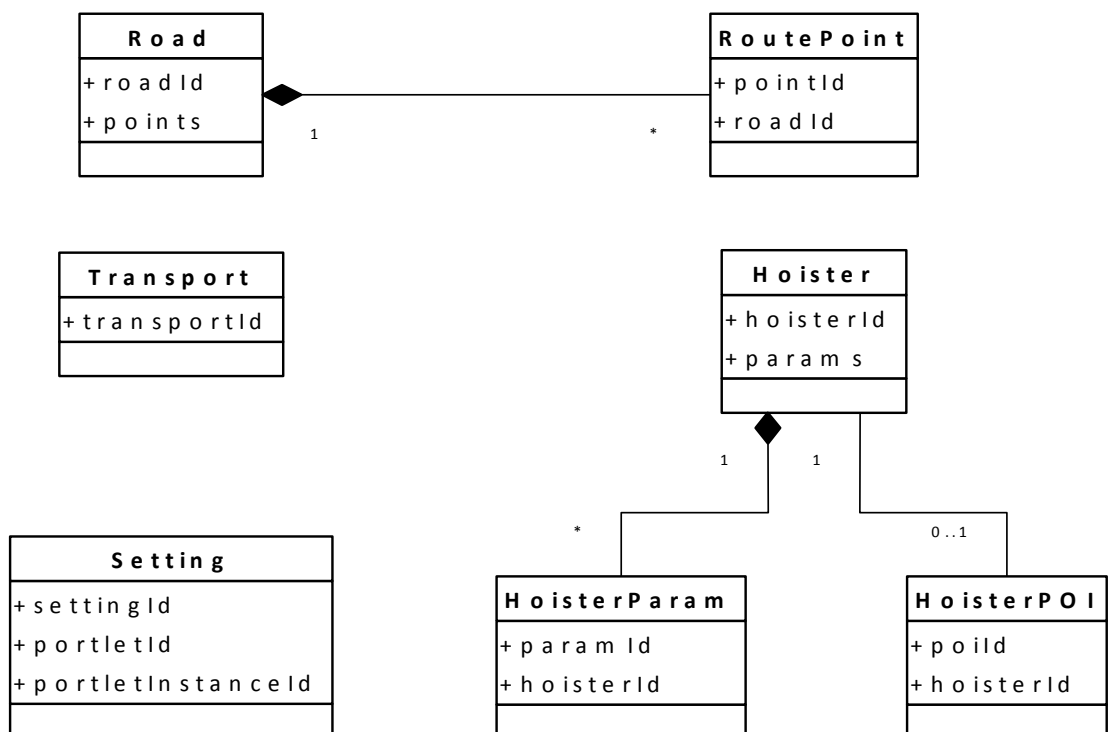 Road
+ roadId
+ points
RoutePoint
+ pointId
+ roadId
1
*
Transport
+ transportId
Hoister
+ hoisterId
+ params
1
1
*
0..1
Setting
+ settingId
+ portletId
+ portletInstanceId
HoisterParam
+ paramId
+ hoisterId
HoisterPOI
+ poiId
+ hoisterId